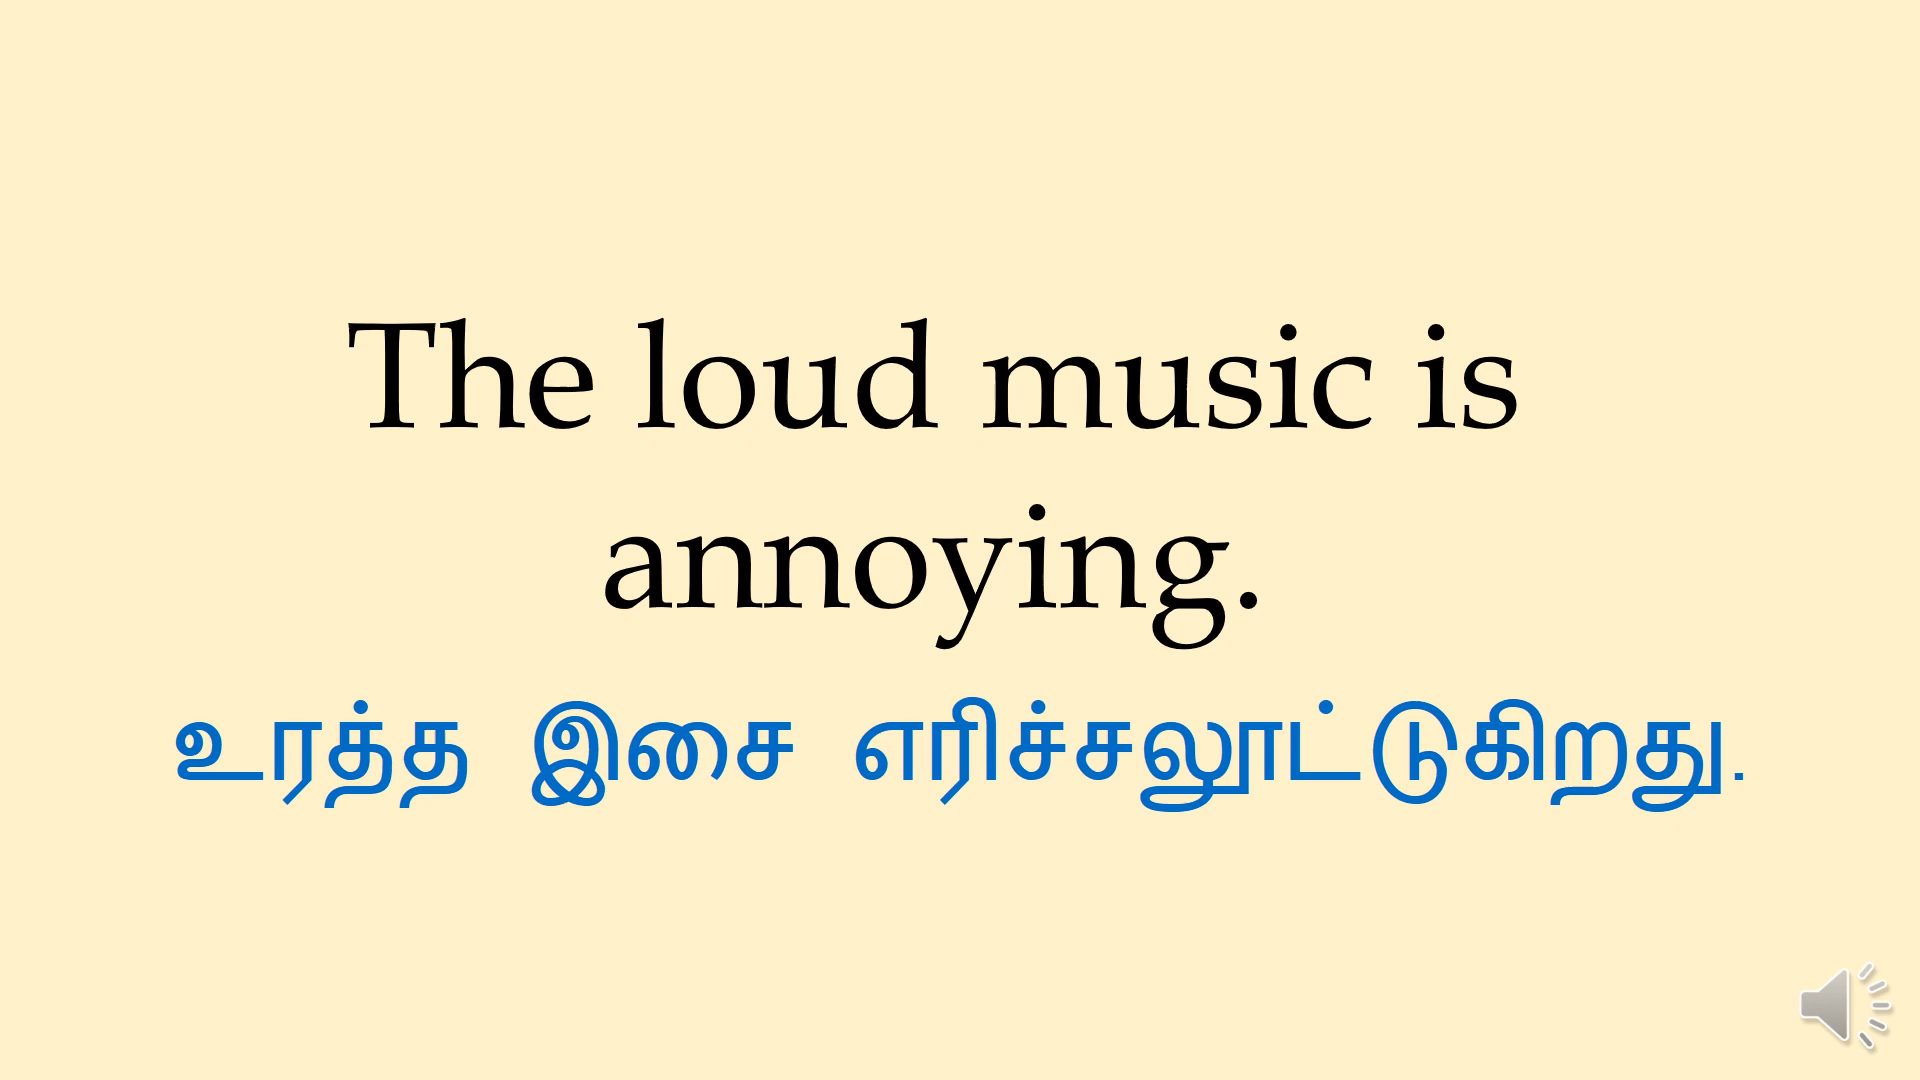 The loud music is
annoying.
உரத்த இசை எரிச்சலூட்டுகிறது.